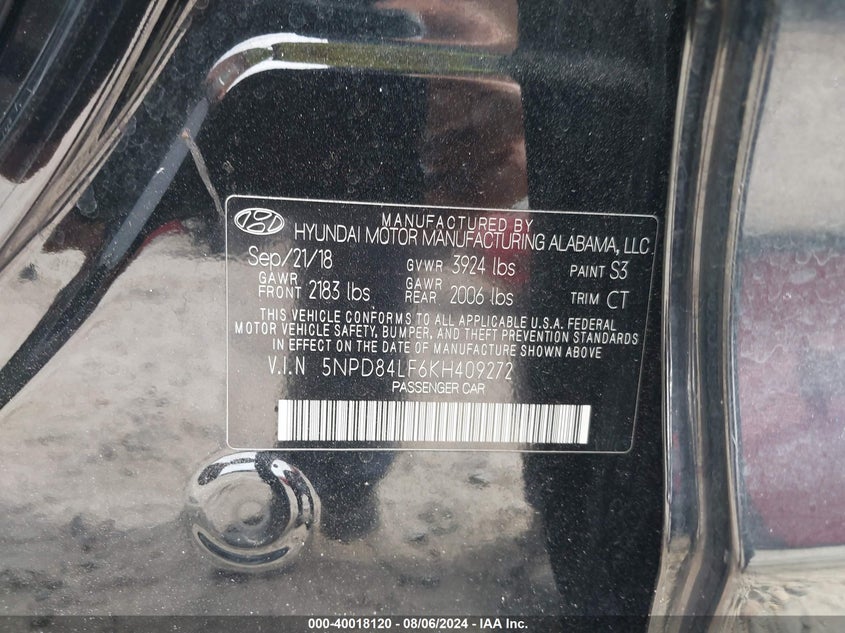 MANUFACTURED BY
HYUNDAI MOTOR MANUFACTURING ALABAMA, LLC
Sep/21/18 GVWR 3924 lbs PAINT S3
GAWR FRONT 2183 lbs GAWR REAR 2006 lbs TRIM CT
THIS VEHICLE CONFORMS TO ALL APPLICABLE U.S.A. FEDERAL
MOTOR VEHICLE SAFETY, BUMPER, AND THEFT PREVENTION STANDARDS
IN EFFECT ON THE DATE OF MANUFACTURE SHOWN ABOVE
V.I.N 5NPD84LF6KH409272
PASSENGER CAR
000-40018120 - 08/06/2024 - IAA Inc.